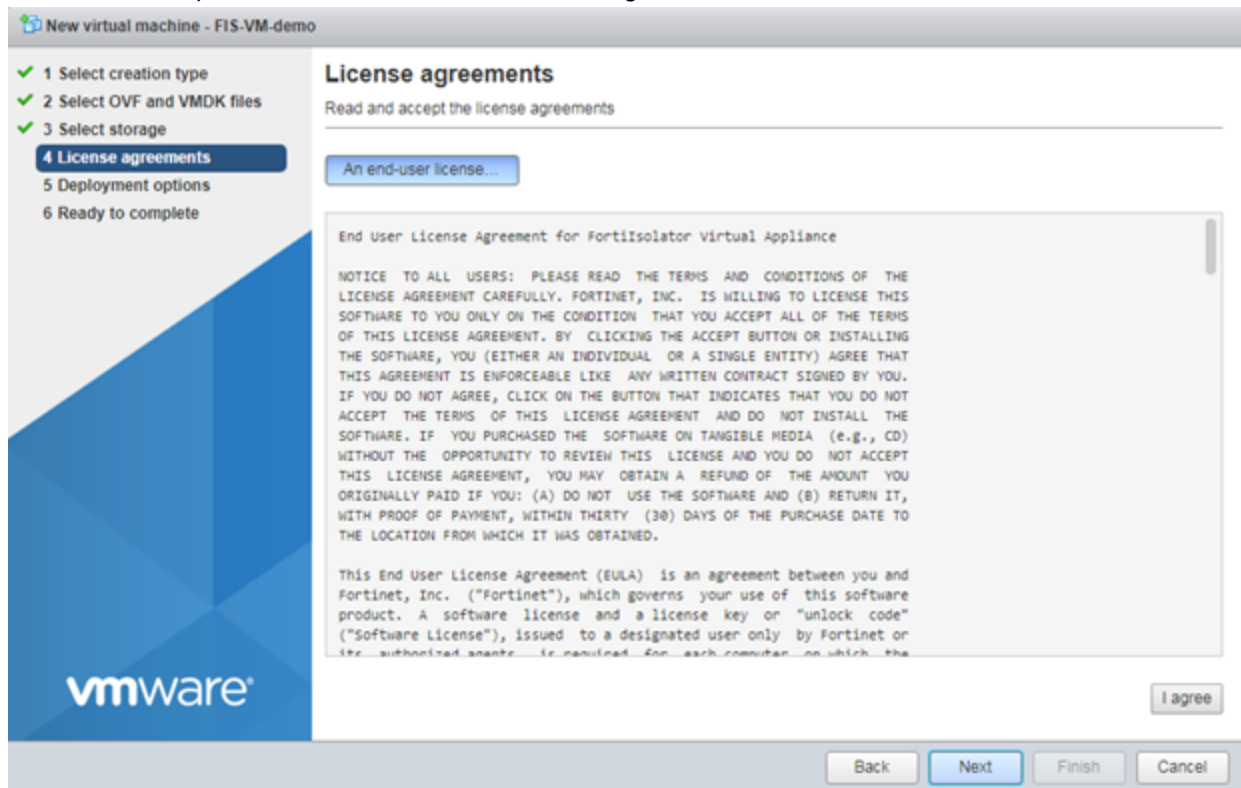 New virtual machine - FIS-VM-demo
1 Select creation type
2 Select OVF and VMDK files
3 Select storage
4 License agreements
5 Deployment options
6 Ready to complete
License agreements
Read and accept the license agreements
An end-user license...
End User License Agreement for FortiIsolator Virtual Appliance
NOTICE TO ALL USERS: PLEASE READ THE TERMS AND CONDITIONS OF THE
LICENSE AGREEMENT CAREFULLY. FORTINET, INC. IS WILLING TO LICENSE THIS
SOFTWARE TO YOU ONLY ON THE CONDITION THAT YOU ACCEPT ALL OF THE TERMS
OF THIS LICENSE AGREEMENT. BY CLICKING THE ACCEPT BUTTON OR INSTALLING
THE SOFTWARE, YOU (EITHER AN INDIVIDUAL OR A SINGLE ENTITY) AGREE THAT
THIS AGREEMENT IS ENFORCEABLE LIKE ANY WRITTEN CONTRACT SIGNED BY YOU.
IF YOU DO NOT AGREE, CLICK ON THE BUTTON THAT INDICATES THAT YOU DO NOT
ACCEPT THE TERMS OF THIS LICENSE AGREEMENT AND DO NOT INSTALL THE
SOFTWARE. IF YOU PURCHASED THE SOFTWARE ON TANGIBLE MEDIA (e.g., CD)
WITHOUT THE OPPORTUNITY TO REVIEW THIS LICENSE AND YOU DO NOT ACCEPT
THIS LICENSE AGREEMENT, YOU MAY OBTAIN A REFUND OF THE AMOUNT YOU
ORIGINALLY PAID IF YOU: (A) DO NOT USE THE SOFTWARE AND (B) RETURN IT,
WITH PROOF OF PAYMENT, WITHIN THIRTY (30) DAYS OF THE PURCHASE DATE TO
THE LOCATION FROM WHICH IT WAS OBTAINED.
This End User License Agreement (EULA) is an agreement between you and
Fortinet, Inc. ("Fortinet"), which governs your use of this software
product. A software license and a license key or "unlock code"
("Software License"), issued to a designated user only by Fortinet or
its authorized agents is required for each computer on which the
vmware
I agree
Back
Next
Finish
Cancel